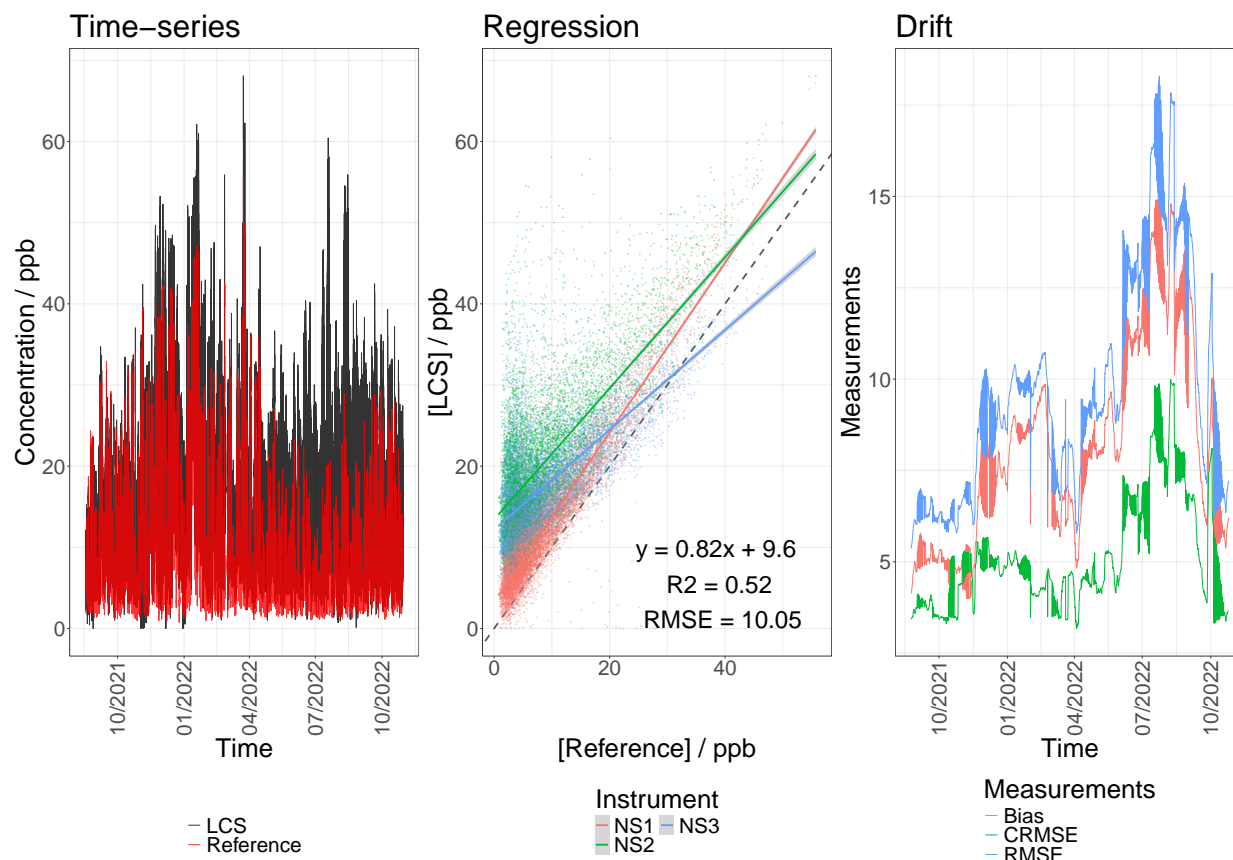 Time−series
Concentration / ppb
60
40
20
0
10/2021
01/2022
04/2022
07/2022
10/2022
Time
LCS
Reference
Regression
[LCS] / ppb
60
40
20
0
y = 0.82x + 9.6
R2 = 0.52
RMSE = 10.05
0
20
40
[Reference] / ppb
Instrument
NS1 NS3
NS2
Drift
Measurements
15
10
5
10/2021
01/2022
04/2022
07/2022
10/2022
Time
Measurements
Bias
CRMSE
RMSE